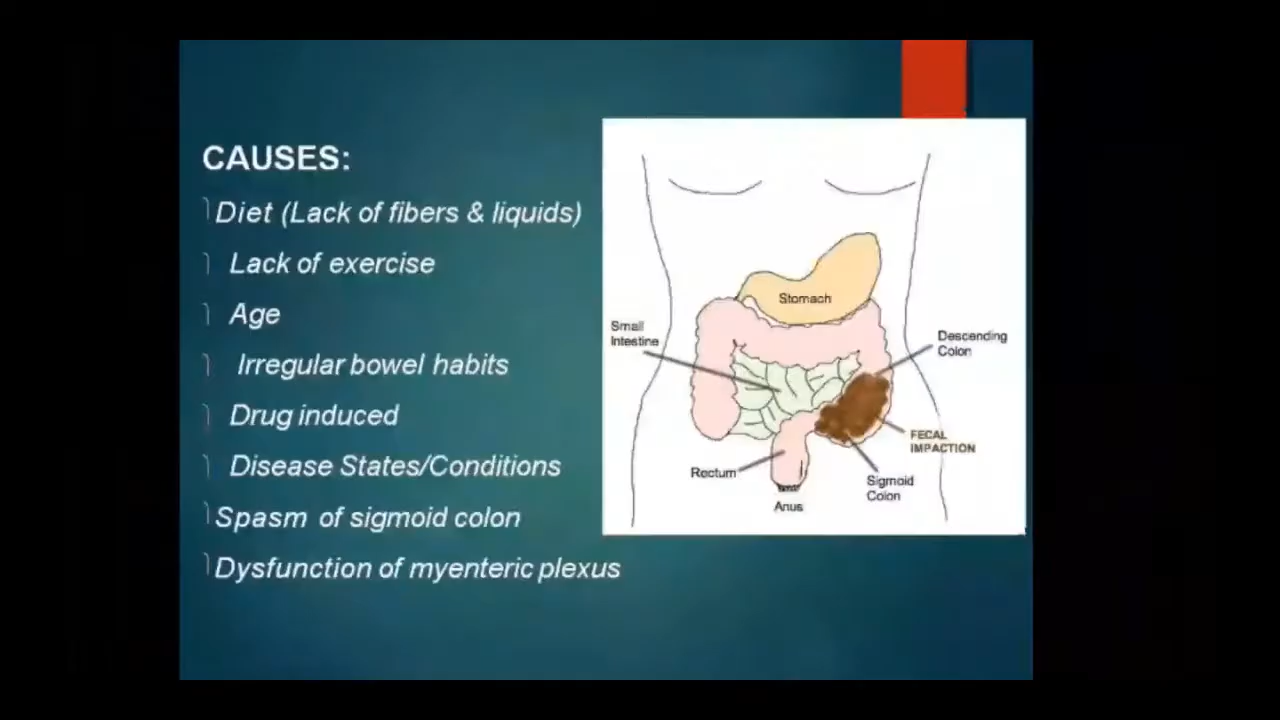 CAUSES:
Diet (Lack of fibers & liquids)
Lack of exercise
Age
Irregular bowel habits
Drug induced
Disease States/Conditions
Spasm of sigmoid colon
Dysfunction of myenteric plexus
Stomach
Small
Intestine
Descending
Colon
FECAL
IMPACTION
Rectum
Sigmoid
Colon
Anus